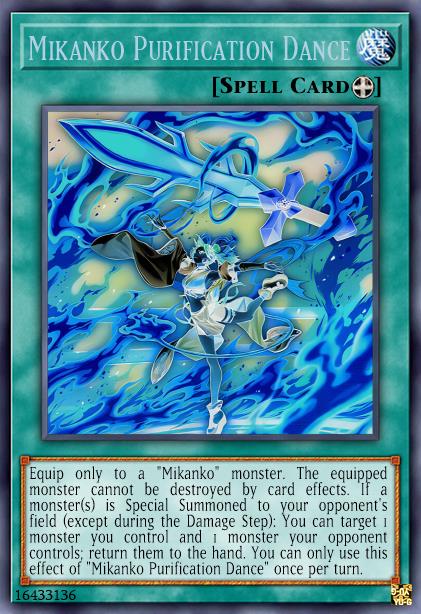 Mikanko Purification Dance
魔
[Spell Card]
Equip only to a "Mikanko" monster. The equipped
monster cannot be destroyed by card effects. If a
monster(s) is Special Summoned to your opponent's
field (except during the Damage Step): You can target 1
monster you control and 1 monster your opponent
controls; return them to the hand. You can only use this
effect of "Mikanko Purification Dance" once per turn.
16433136